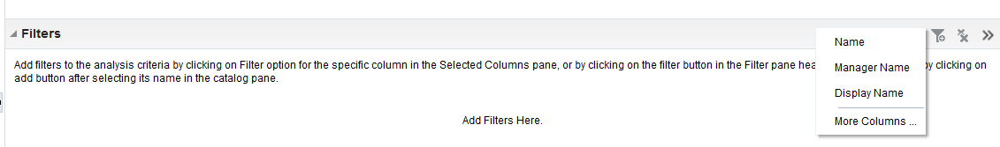 Filters
Name
Manager Name
Display Name
More Columns ...
Add filters to the analysis criteria by clicking on Filter option for the specific column in the Selected Columns pane, or by clicking on the filter button in the Filter pane hea by clicking on
add button after selecting its name in the catalog pane.
Add Filters Here.